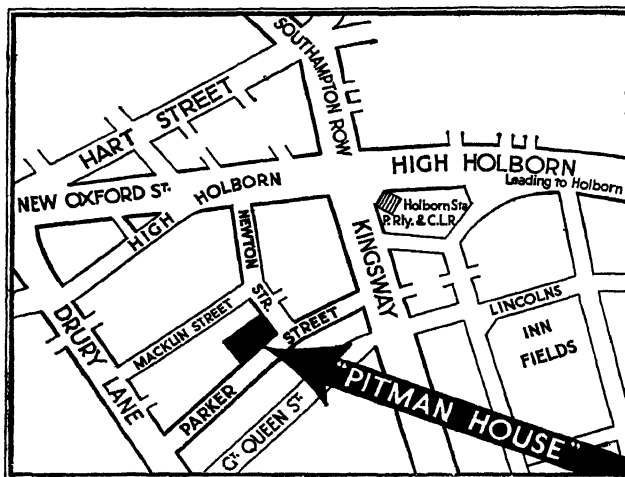 SOUTHAMPTON ROW
HART STREET
HIGH HOLBORN
Leading to Holborn
NEW OXFORD ST.
HIGH HOLBORN
Holborn Sta.
P. Rly. & C.L.R.
NEWTON STR.
KINGSWAY
DRURY LANE
MACKLIN STREET
PARKER STREET
LINCOLNS
INN
FIELDS
GT. QUEEN ST.
"PITMAN HOUSE"